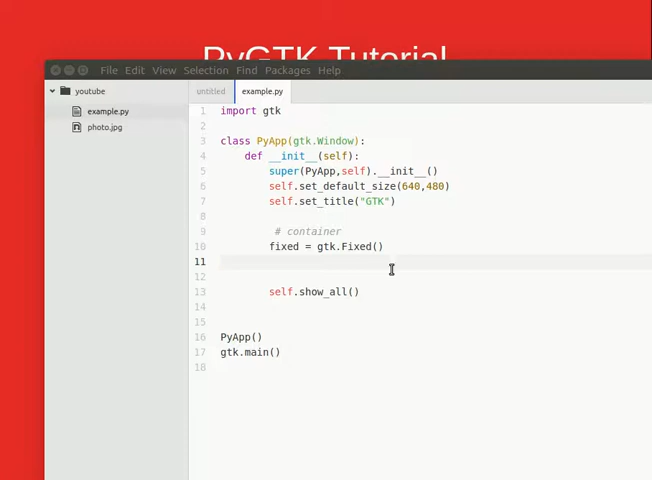 PyGTK Tutorial
File Edit View Selection Find Packages Help
youtube
example.py
photo.jpg
untitled example.py
1 import gtk
2
3 class PyApp(gtk.Window):
4 def __init__(self):
5 super(PyApp,self).__init__()
6 self.set_default_size(640,480)
7 self.set_title("GTK")
8
9 # container
10 fixed = gtk.Fixed()
11
12
13 self.show_all()
14
15
16 PyApp()
17 gtk.main()
18